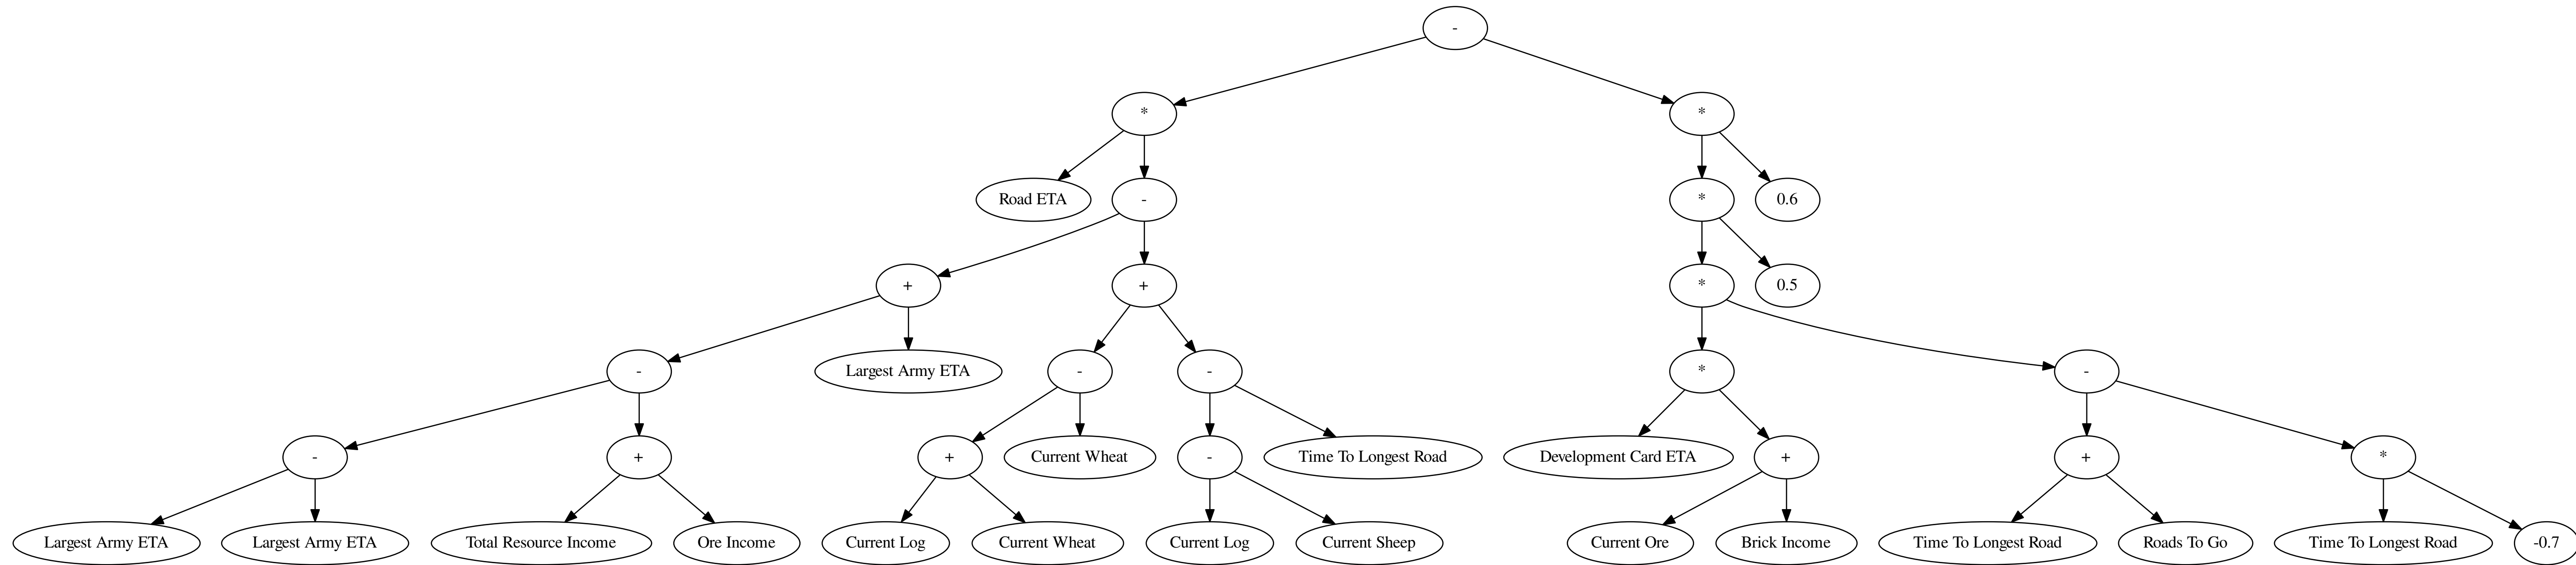 -
* *
Road ETA - * 0.6
+ + * 0.5
- Largest Army ETA - - * -
- + + Current Wheat - Time To Longest Road Development Card ETA + + *
Largest Army ETA Largest Army ETA Total Resource Income Ore Income Current Log Current Wheat Current Log Current Sheep Current Ore Brick Income Time To Longest Road Roads To Go Time To Longest Road -0.7